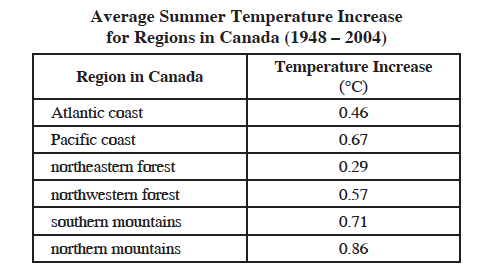 Average Summer Temperature Increase
for Regions in Canada (1948 – 2004)
Region in Canada
Temperature Increase
(°C)
Atlantic coast 0.46
Pacific coast 0.67
northeastern forest 0.29
northwestern forest 0.57
southern mountains 0.71
northern mountains 0.86